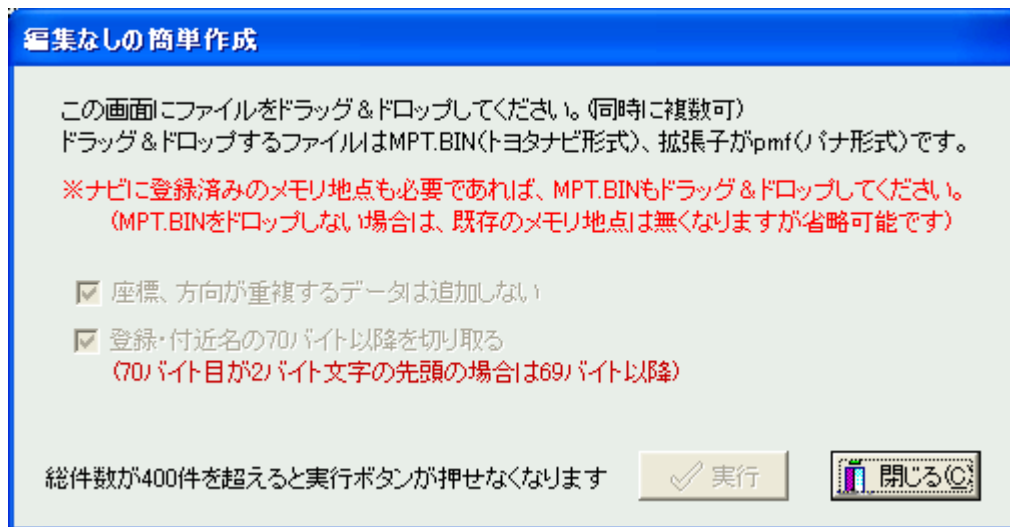 編集なしの簡単作成
この画面にファイルをドラッグ＆ドロップしてください。(同時に複数可)
ドラッグ＆ドロップするファイルはMPT.BIN(トヨタナビ形式)、拡張子がpmf(パナ形式)です。
※ナビに登録済みのメモリ地点も必要であれば、MPT.BINもドラッグ＆ドロップしてください。
(MPT.BINをドロップしない場合は、既存のメモリ地点は無くなりますが省略可能です)
座標、方向が重複するデータは追加しない
登録・付近名の70バイト以降を切り取る
(70バイト目が2バイト文字の先頭の場合は69バイト以降)
総件数が400件を超えると実行ボタンが押せなくなります
実行
閉じる(C)